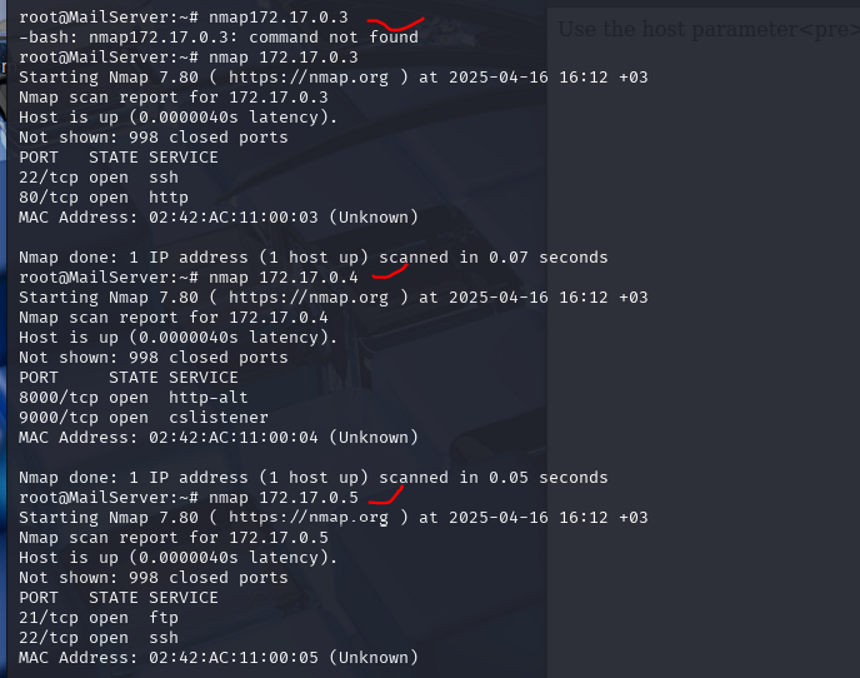 root@MailServer:~# nmap172.17.0.3
-bash: nmap172.17.0.3: command not found
root@MailServer:~# nmap 172.17.0.3
Starting Nmap 7.80 ( https://nmap.org ) at 2025-04-16 16:12 +03
Nmap scan report for 172.17.0.3
Host is up (0.0000040s latency).
Not shown: 998 closed ports
PORT   STATE SERVICE
22/tcp open  ssh
80/tcp open  http
MAC Address: 02:42:AC:11:00:03 (Unknown)
Nmap done: 1 IP address (1 host up) scanned in 0.07 seconds
root@MailServer:~# nmap 172.17.0.4
Starting Nmap 7.80 ( https://nmap.org ) at 2025-04-16 16:12 +03
Nmap scan report for 172.17.0.4
Host is up (0.0000040s latency).
Not shown: 998 closed ports
PORT     STATE SERVICE
8000/tcp open  http-alt
9000/tcp open  cslistener
MAC Address: 02:42:AC:11:00:04 (Unknown)
Nmap done: 1 IP address (1 host up) scanned in 0.05 seconds
root@MailServer:~# nmap 172.17.0.5
Starting Nmap 7.80 ( https://nmap.org ) at 2025-04-16 16:12 +03
Nmap scan report for 172.17.0.5
Host is up (0.0000040s latency).
Not shown: 998 closed ports
PORT   STATE SERVICE
21/tcp open  ftp
22/tcp open  ssh
MAC Address: 02:42:AC:11:00:05 (Unknown)
Use the host parameter<pre>